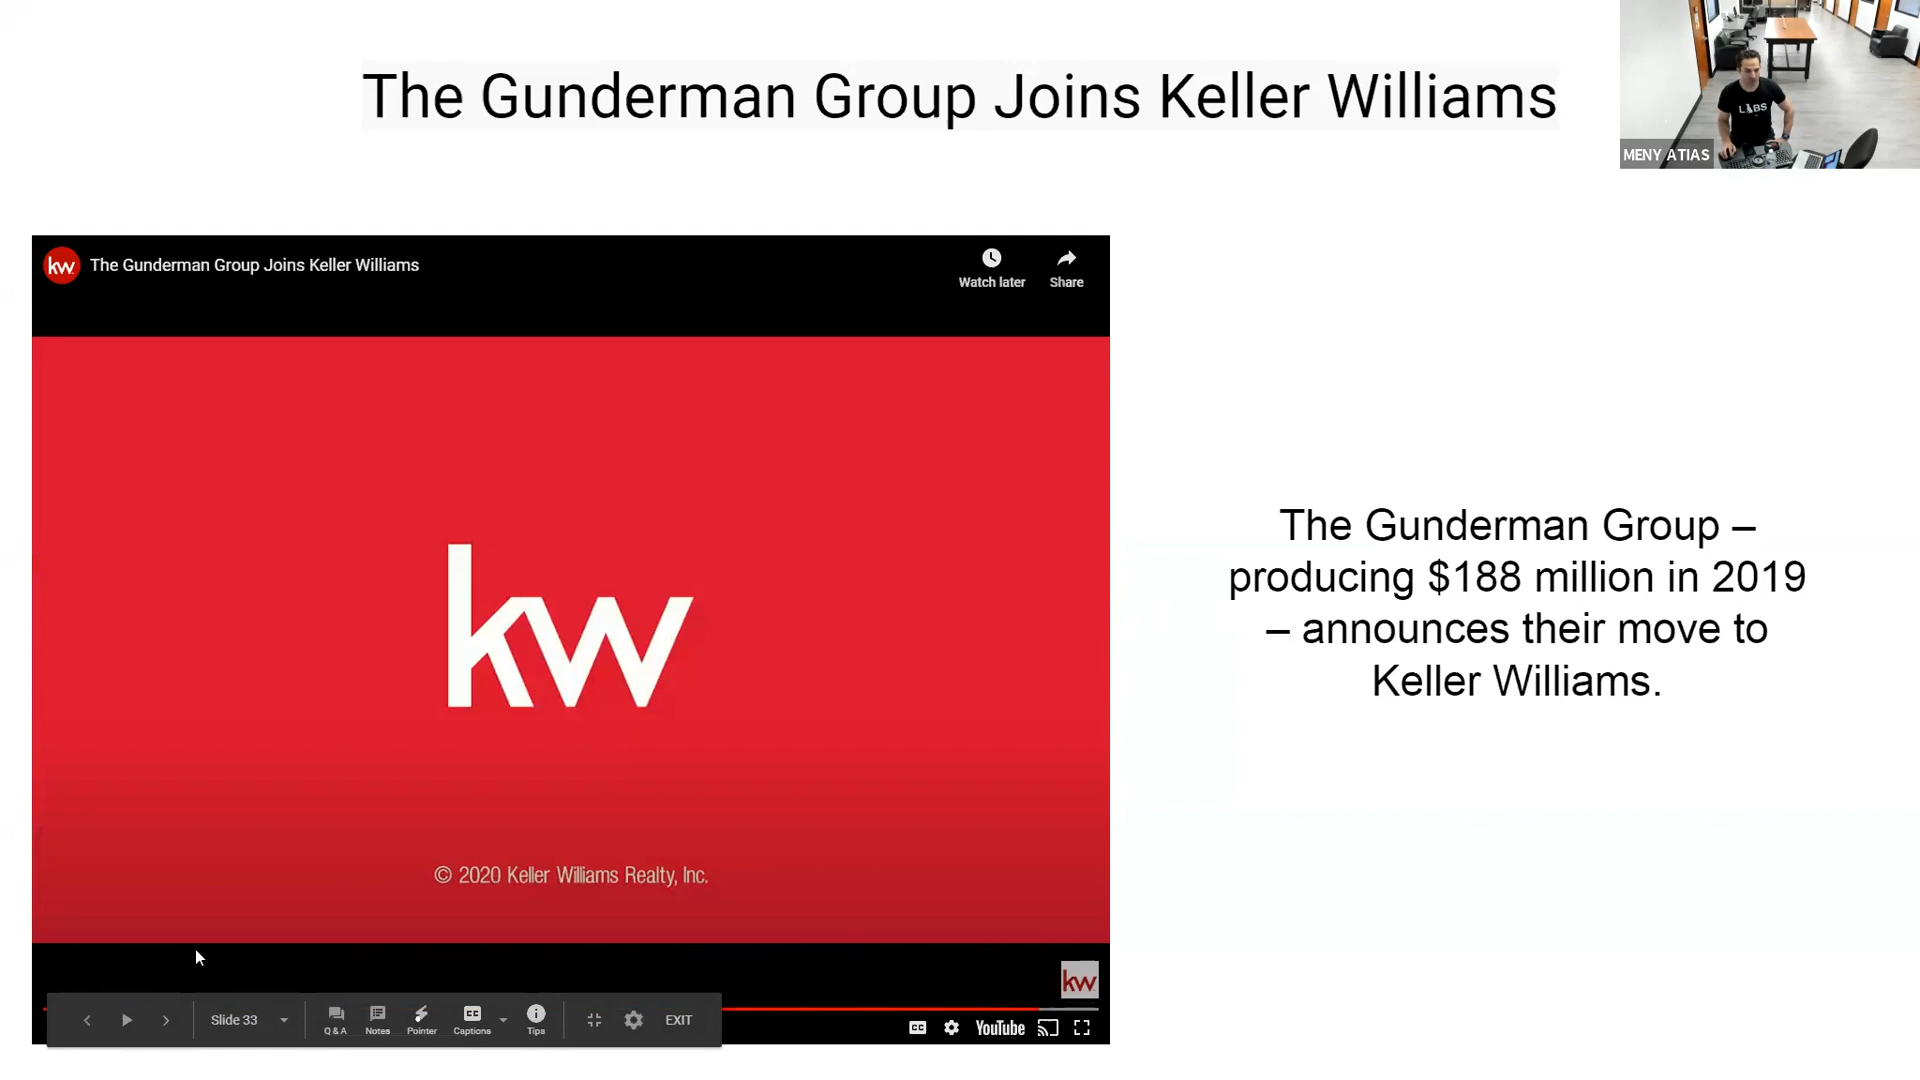 The Gunderman Group Joins Keller Williams
LABS
MENY ATIAS
kw
The Gunderman Group Joins Keller Williams
Watch later
Share
kw
© 2020 Keller Williams Realty, Inc.
The Gunderman Group –
producing $188 million in 2019
– announces their move to
Keller Williams.
kw
Slide 33
Q & A
Notes
Pointer
CC
Captions
Tips
EXIT
CC
YouTube